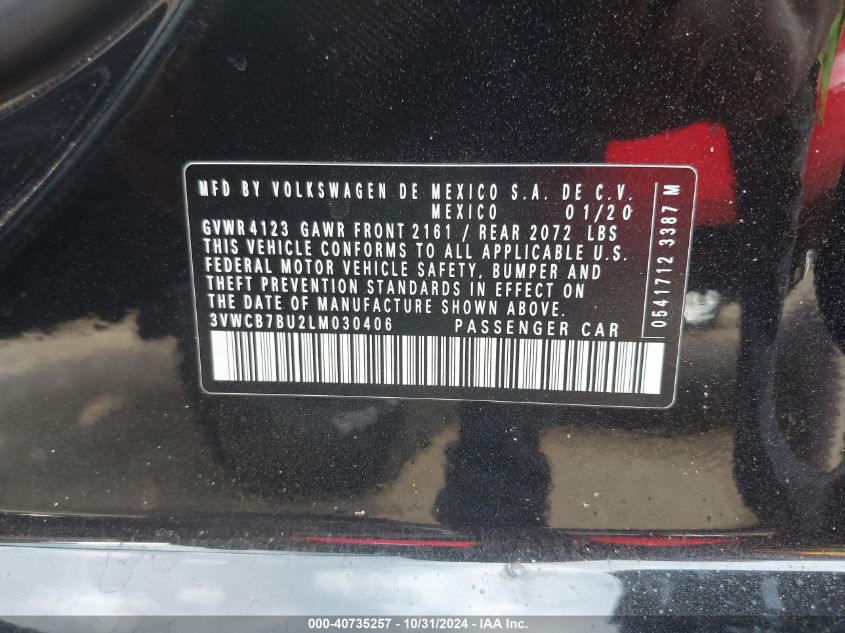 MFD BY VOLKSWAGEN DE MEXICO S.A. DE C.V.
MEXICO 01/20
GVWR 4123 GAWR FRONT 2161 / REAR 2072 LBS
THIS VEHICLE CONFORMS TO ALL APPLICABLE U.S.
FEDERAL MOTOR VEHICLE SAFETY, BUMPER AND
THEFT PREVENTION STANDARDS IN EFFECT ON
THE DATE OF MANUFACTURE SHOWN ABOVE.
3VWCB7BU2LM030406 PASSENGER CAR
0541712 3387 M
000-40735257 - 10/31/2024 - IAA Inc.